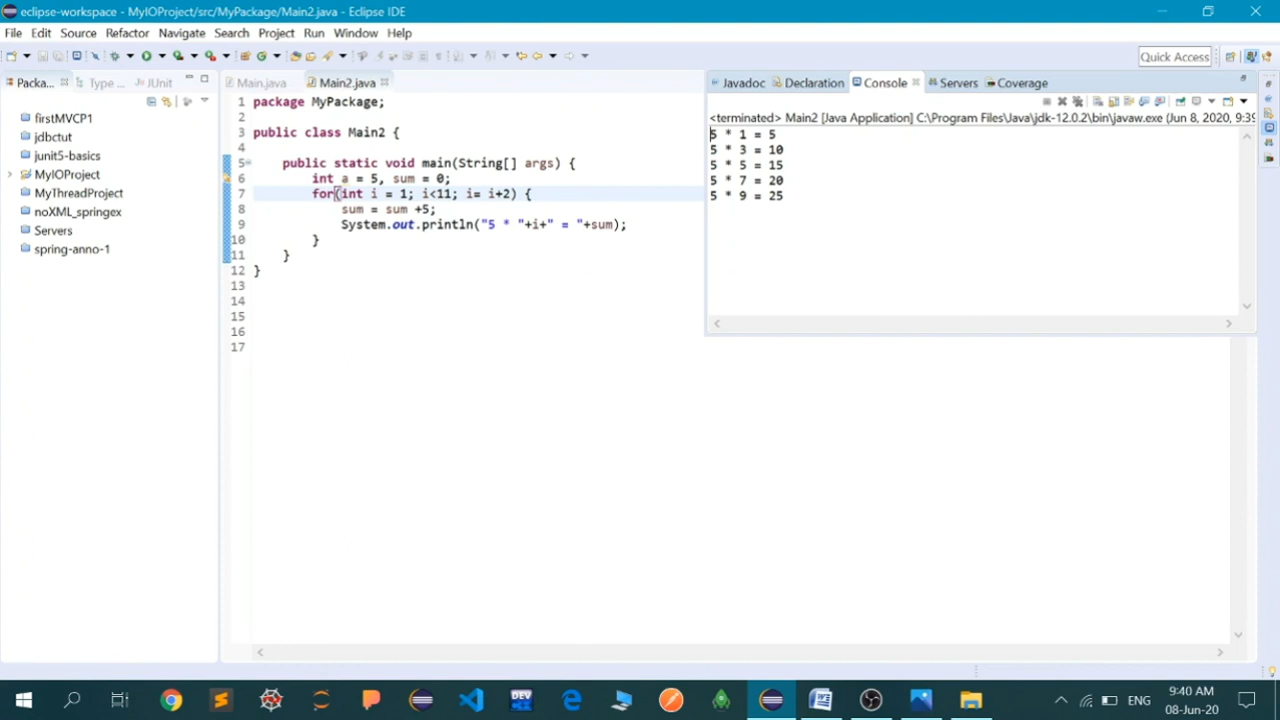 eclipse-workspace - MyIOProject/src/MyPackage/Main2.java - Eclipse IDE
File Edit Source Refactor Navigate Search Project Run Window Help
Quick Access
Packa... Type ... JUnit
firstMVCP1
jdbctut
junit5-basics
MyIOProject
MyThreadProject
noXML_springex
Servers
spring-anno-1
Main.java Main2.java
1 package MyPackage;
2
3 public class Main2 {
4
5 public static void main(String[] args) {
6 int a = 5, sum = 0;
7 for(int i = 1; i<11; i= i+2) {
8 sum = sum +5;
9 System.out.println("5 * "+i+" = "+sum);
10 }
11 }
12 }
13
14
15
16
17
Javadoc Declaration Console Servers Coverage
<terminated> Main2 [Java Application] C:\Program Files\Java\jdk-12.0.2\bin\javaw.exe (Jun 8, 2020, 9:39
5 * 1 = 5
5 * 3 = 10
5 * 5 = 15
5 * 7 = 20
5 * 9 = 25
DEV
ENG
9:40 AM
08-Jun-20